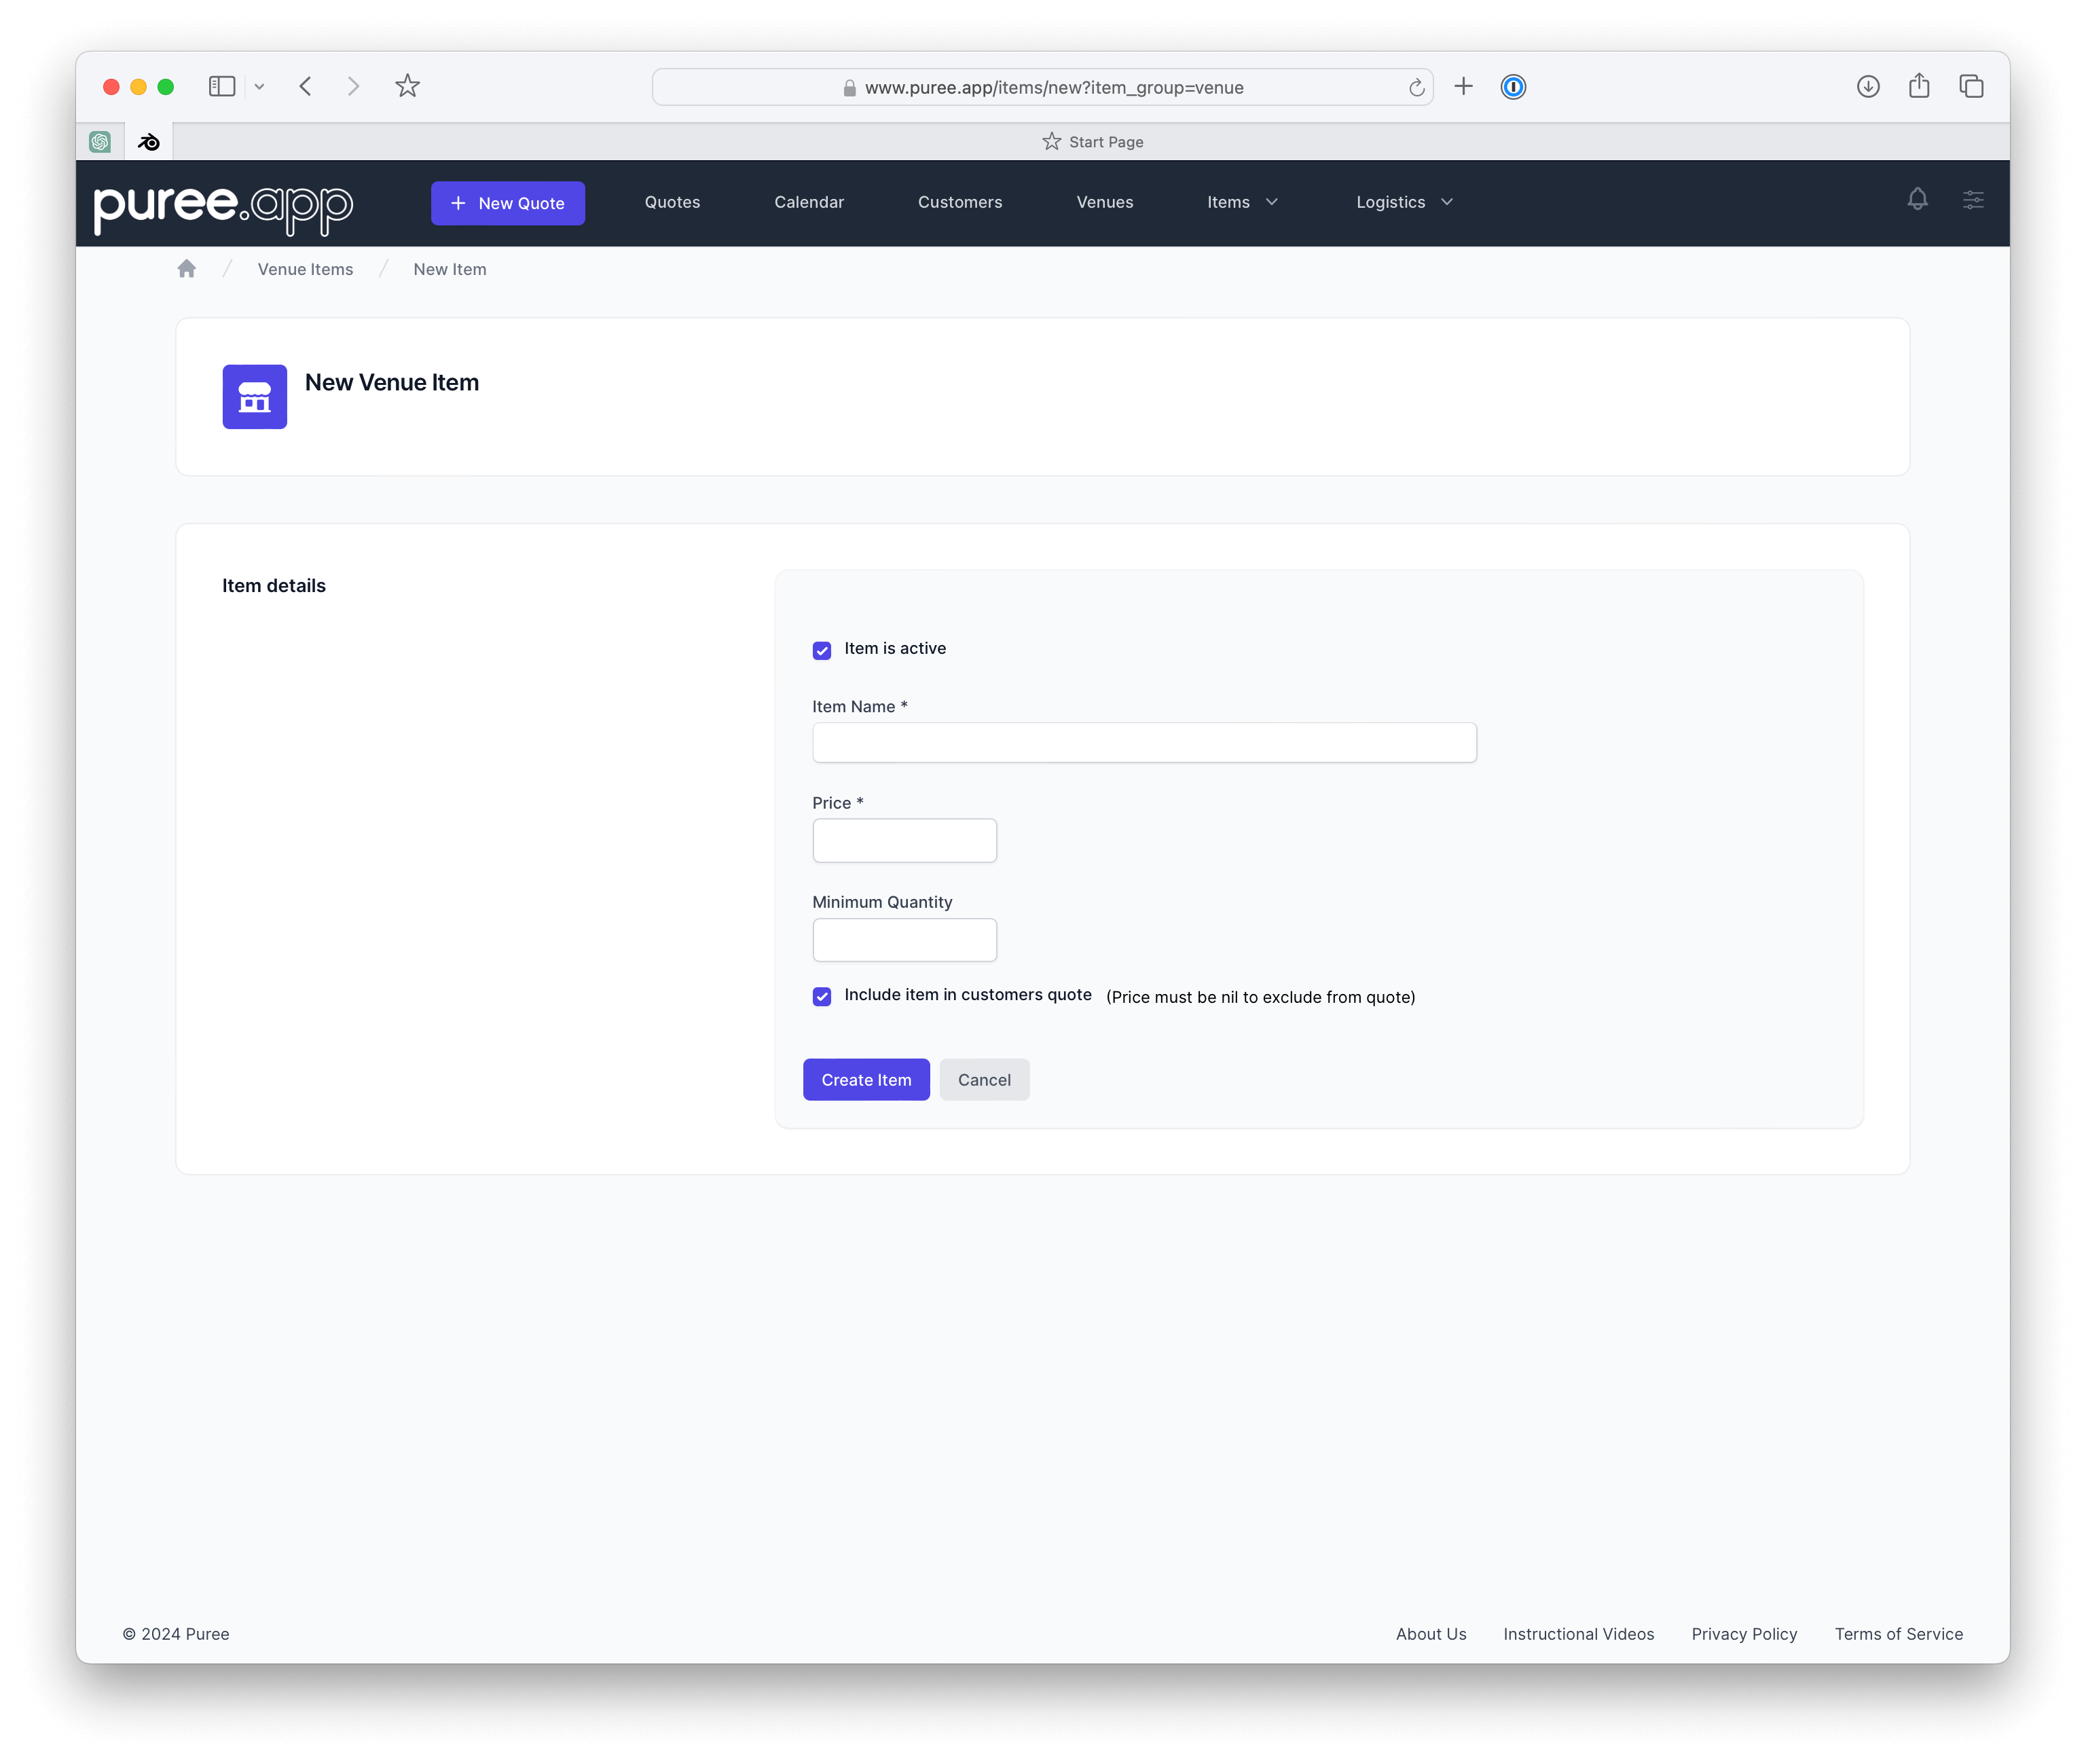 www.puree.app/items/new?item_group=venue
Start Page
puree.app
New Quote
Quotes
Calendar
Customers
Venues
Items
Logistics
Venue Items / New Item
New Venue Item
Item details
Item is active
Item Name *
Price *
Minimum Quantity
Include item in customers quote (Price must be nil to exclude from quote)
Create Item
Cancel
© 2024 Puree
About Us
Instructional Videos
Privacy Policy
Terms of Service